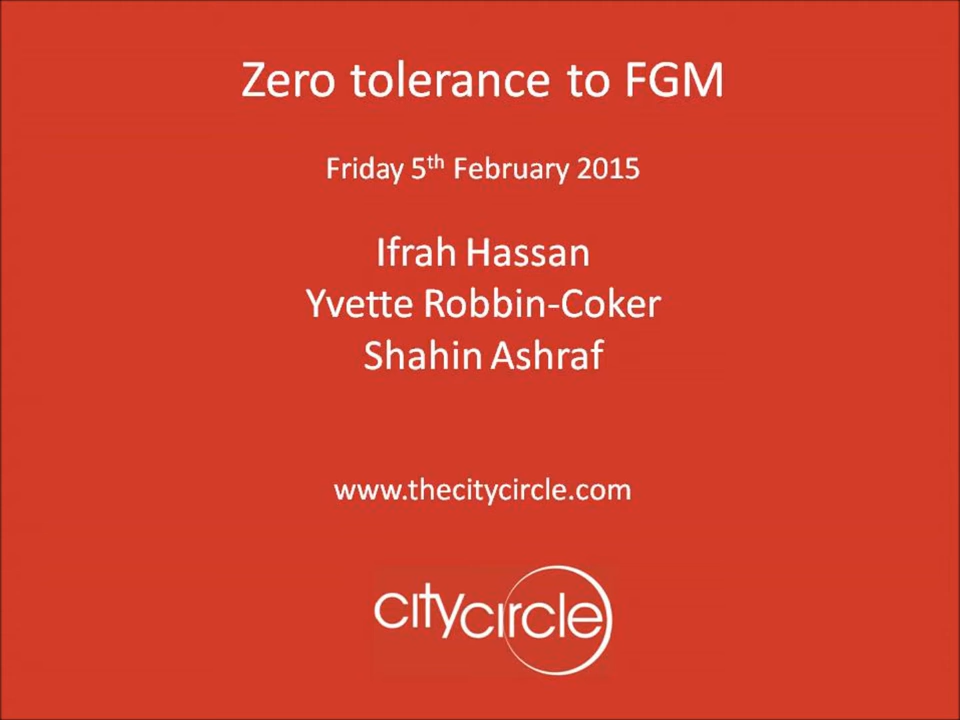 Zero tolerance to FGM
Friday 5th February 2015
Ifrah Hassan
Yvette Robbin-Coker
Shahin Ashraf
www.thecitycircle.com
citycircle